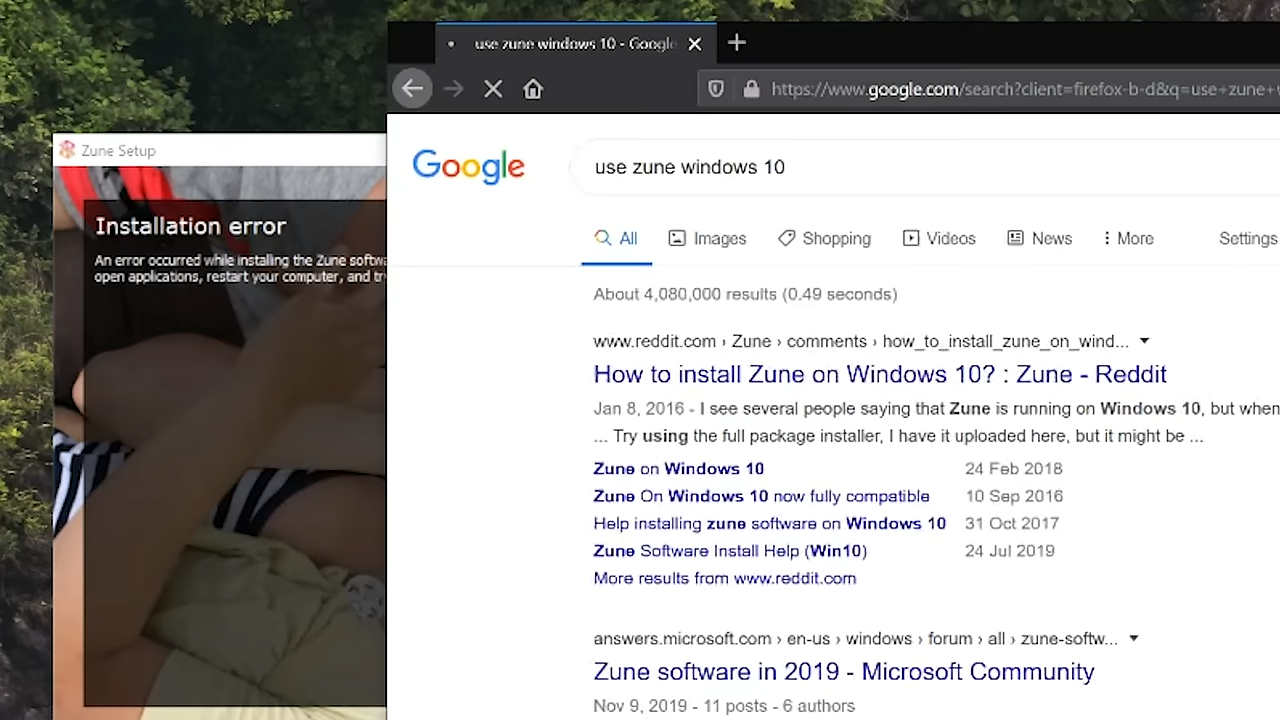 use zune windows 10 - Google
https://www.google.com/search?client=firefox-b-d&q=use+zune+
Zune Setup
Installation error
An error occurred while installing the Zune softwa
open applications, restart your computer, and try
Google
use zune windows 10
All Images Shopping Videos News More Settings
About 4,080,000 results (0.49 seconds)
www.reddit.com › Zune › comments › how_to_install_zune_on_wind...
How to install Zune on Windows 10? : Zune - Reddit
Jan 8, 2016 - I see several people saying that Zune is running on Windows 10, but when
... Try using the full package installer, I have it uploaded here, but it might be ...
Zune on Windows 10 24 Feb 2018
Zune On Windows 10 now fully compatible 10 Sep 2016
Help installing zune software on Windows 10 31 Oct 2017
Zune Software Install Help (Win10) 24 Jul 2019
More results from www.reddit.com
answers.microsoft.com › en-us › windows › forum › all › zune-softw...
Zune software in 2019 - Microsoft Community
Nov 9, 2019 - 11 posts - 6 authors